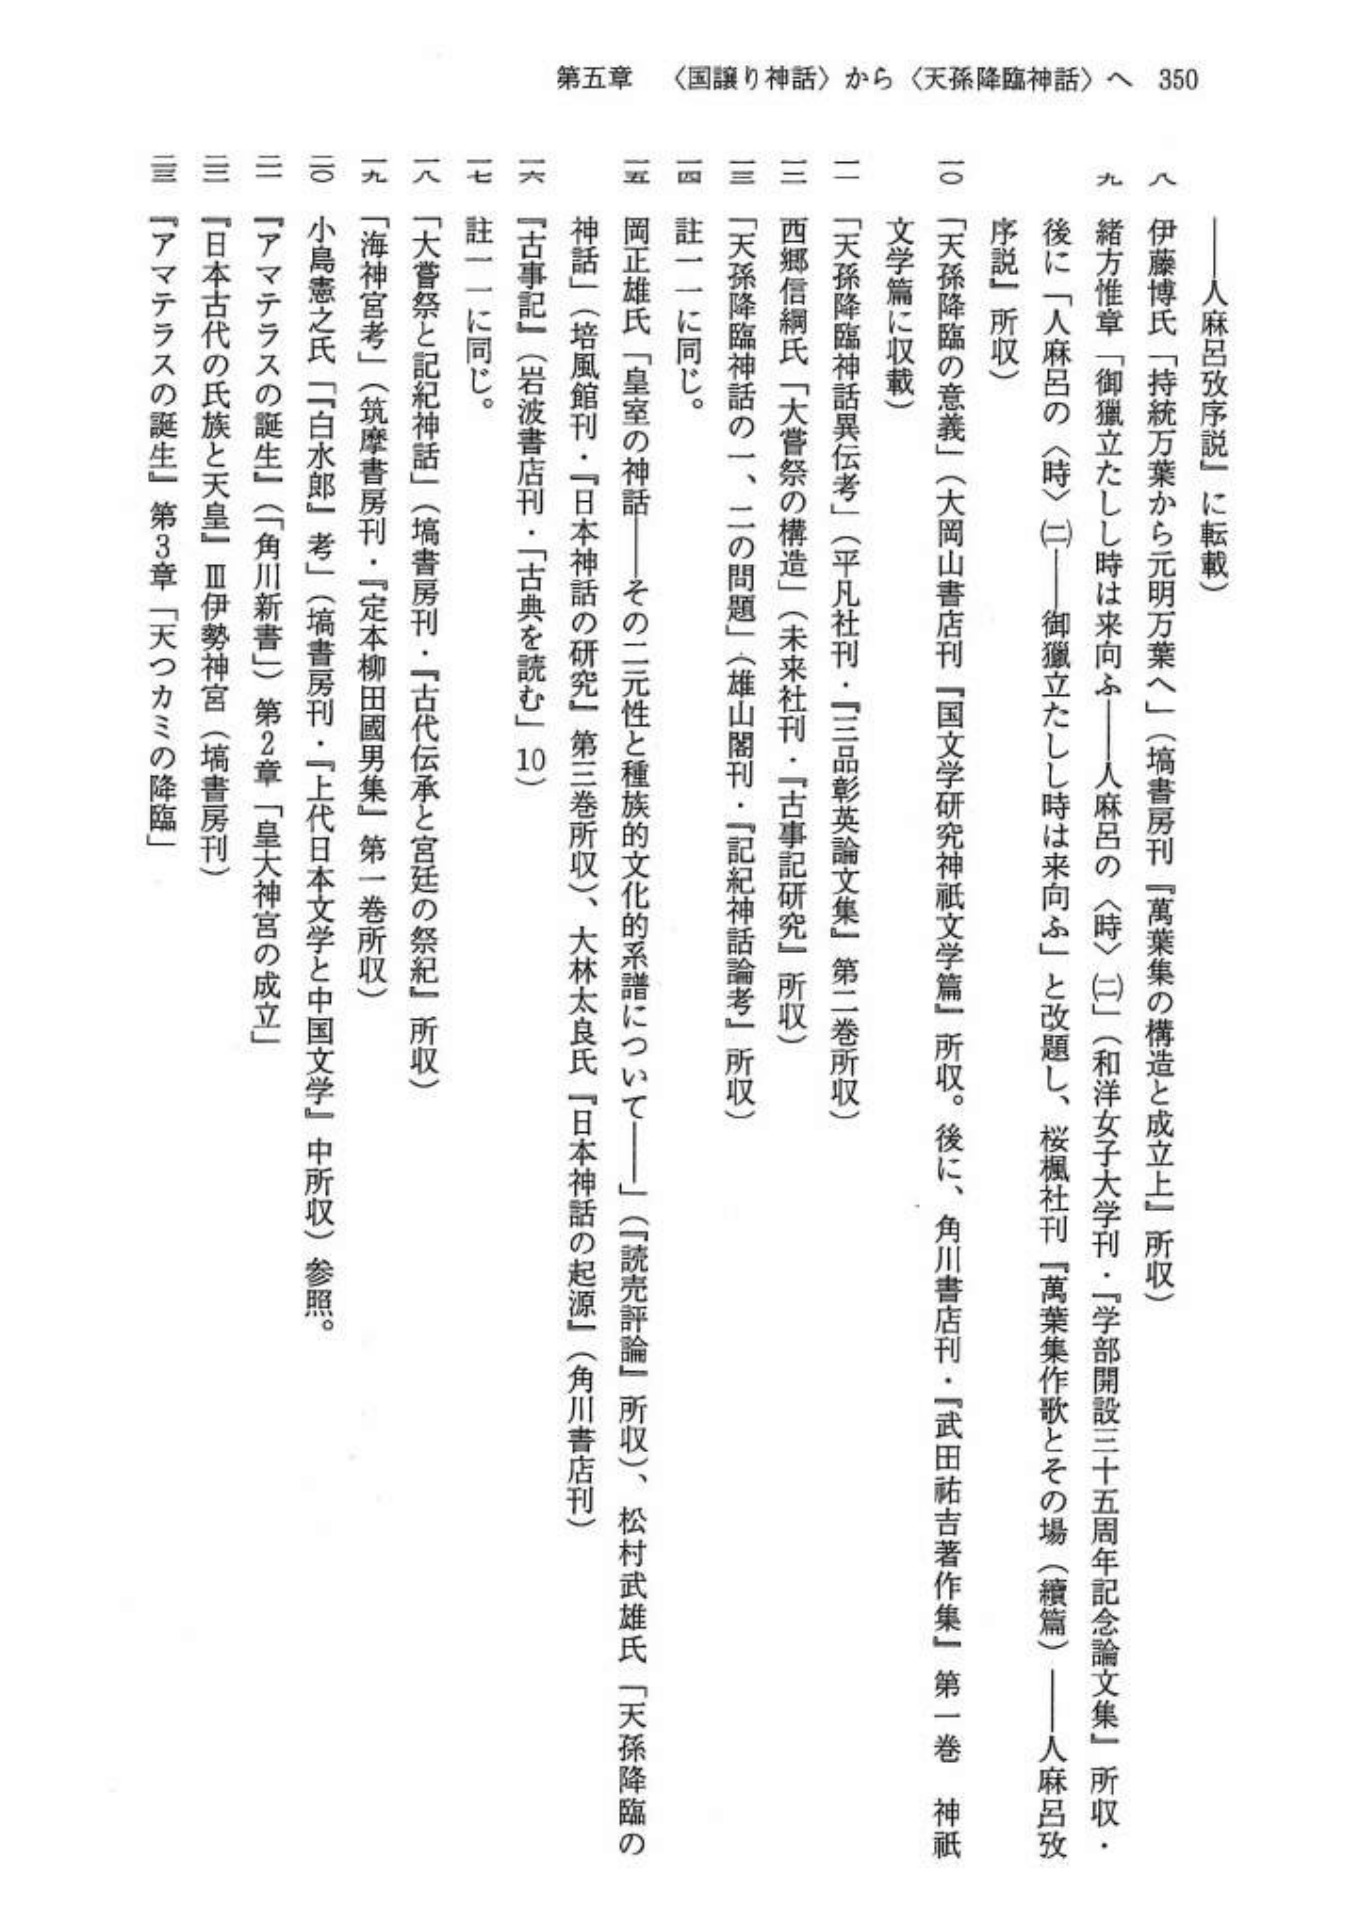 第五章　〈国譲り神話〉から〈天孫降臨神話〉へ　350
――人麻呂攷序説』に転載）
八　伊藤博氏「持統万葉から元明万葉へ」（塙書房刊『萬葉集の構造と成立上』所収）
九　緒方惟章「御獵立たしし時は来向ふ――人麻呂の〈時〉㈡」（和洋女子大学刊・『学部開設三十五周年記念論文集』所収・
後に「人麻呂の〈時〉㈡――御獵立たしし時は来向ふ」と改題し、桜楓社刊『萬葉集作歌とその場（續篇）――人麻呂攷
序説』所収）
一〇　「天孫降臨の意義」（大岡山書店刊『国文学研究神祇文学篇』所収。後に、角川書店刊・『武田祐吉著作集』第一巻　神祇
文学篇に収載）
一一　「天孫降臨神話異伝考」（平凡社刊・『三品彰英論文集』第二巻所収）
一二　西郷信綱氏「大嘗祭の構造」（未来社刊・『古事記研究』所収）
一三　「天孫降臨神話の一、二の問題」（雄山閣刊・『記紀神話論考』所収）
一四　註一一に同じ。
一五　岡正雄氏「皇室の神話――その二元性と種族的文化的系譜について――」（『読売評論』所収）、松村武雄氏「天孫降臨の
神話」（培風館刊・『日本神話の研究』第三巻所収）、大林太良氏『日本神話の起源』（角川書店刊）
一六　『古事記』（岩波書店刊・「古典を読む」10）
一七　註一一に同じ。
一八　「大嘗祭と記紀神話」（塙書房刊・『古代伝承と宮廷の祭紀』所収）
一九　「海神宮考」（筑摩書房刊・『定本柳田國男集』第一巻所収）
二〇　小島憲之氏「『白水郎』考」（塙書房刊・『上代日本文学と中国文学』中所収）参照。
二一　『アマテラスの誕生』（「角川新書」）第2章「皇大神宮の成立」
二二　『日本古代の氏族と天皇』Ⅲ伊勢神宮（塙書房刊）
二三　『アマテラスの誕生』第3章「天つカミの降臨」